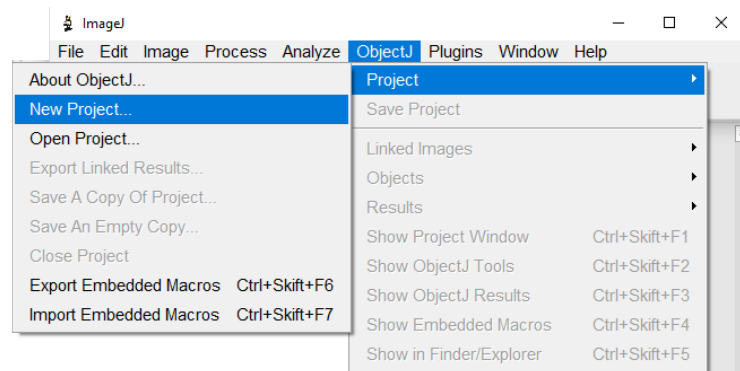 ImageJ
File Edit Image Process Analyze ObjectJ Plugins Window Help
About ObjectJ...
New Project...
Open Project...
Export Linked Results...
Save A Copy Of Project...
Save An Empty Copy...
Close Project
Export Embedded Macros Ctrl+Skift+F6
Import Embedded Macros Ctrl+Skift+F7
Project
Save Project
Linked Images
Objects
Results
Show Project Window Ctrl+Skift+F1
Show ObjectJ Tools Ctrl+Skift+F2
Show ObjectJ Results Ctrl+Skift+F3
Show Embedded Macros Ctrl+Skift+F4
Show in Finder/Explorer Ctrl+Skift+F5